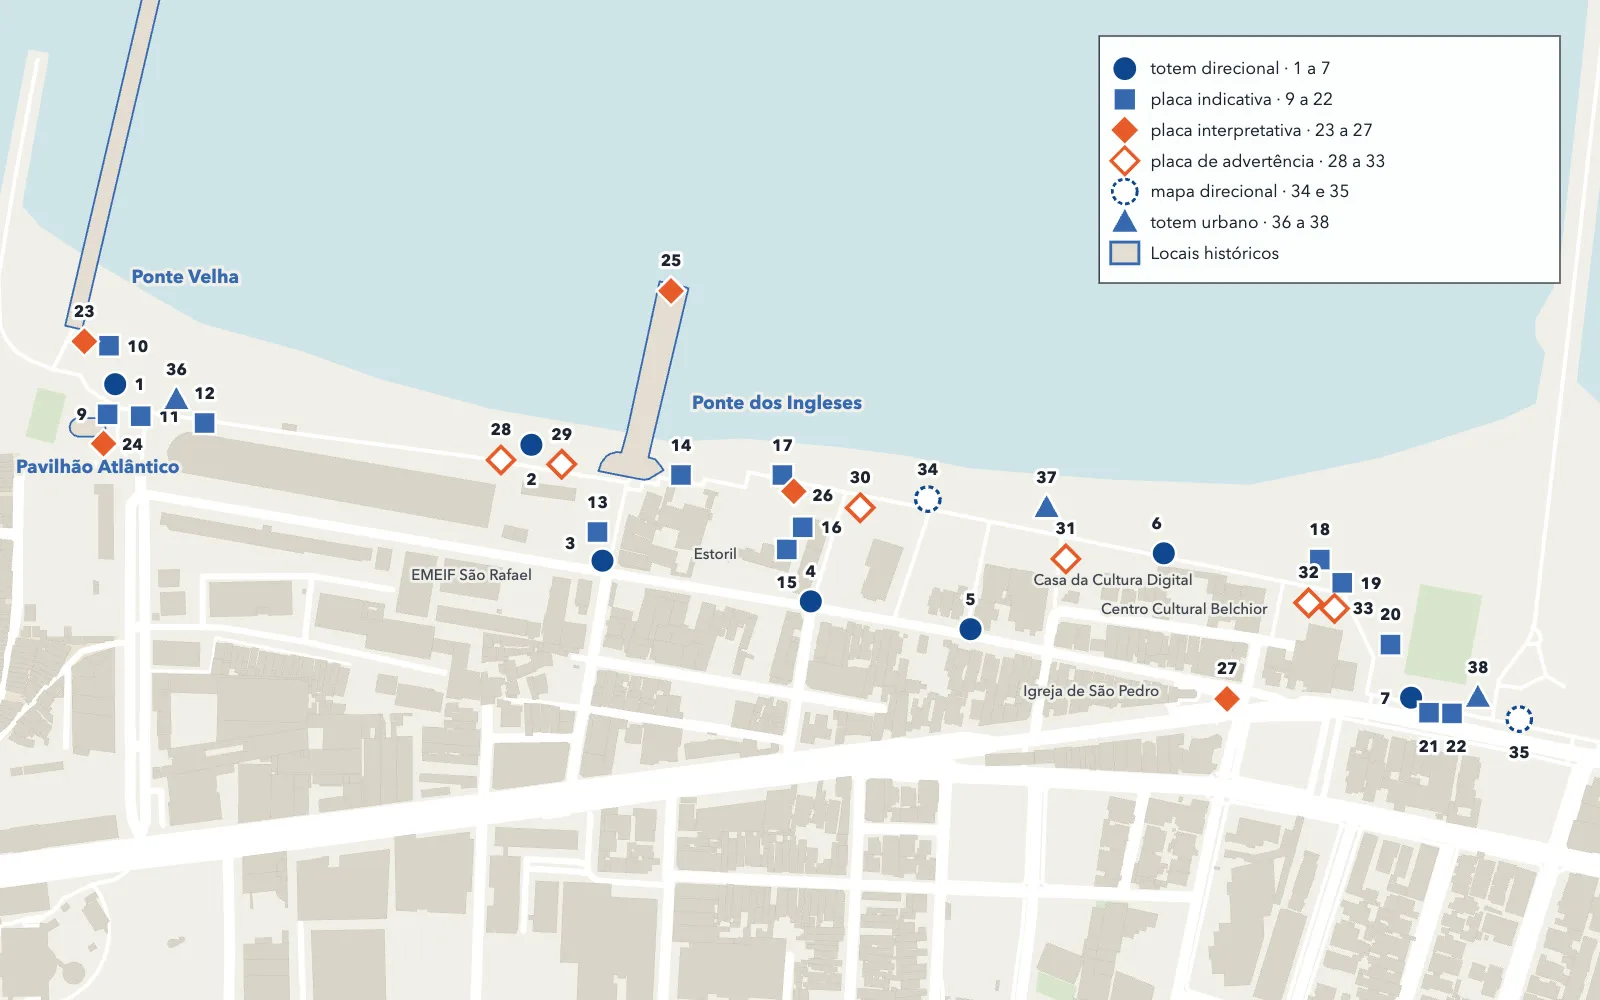 totem direcional · 1 a 7
placa indicativa · 9 a 22
placa interpretativa · 23 a 27
placa de advertência · 28 a 33
mapa direcional · 34 e 35
totem urbano · 36 a 38
Locais históricos
25
Ponte Velha
23
10
36
1
12
9
11
24
Pavilhão Atlântico
Ponte dos Ingleses
28
29
2
14
17
34
30
37
26
13
16
31
6
18
3
Estoril
EMEIF São Rafael
15
4
Casa da Cultura Digital
32
19
5
Centro Cultural Belchior
33
20
27
38
Igreja de São Pedro
7
21
22
35